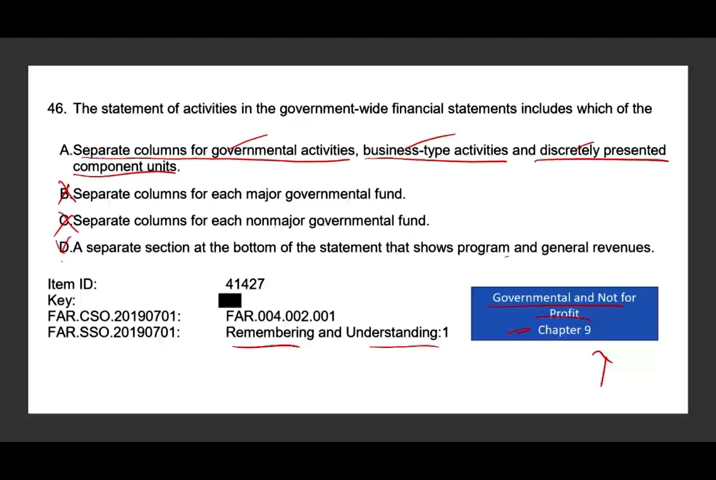 46. The statement of activities in the government-wide financial statements includes which of the
A.Separate columns for governmental activities, business-type activities and discretely presented
component units.
B.Separate columns for each major governmental fund.
C.Separate columns for each nonmajor governmental fund.
D.A separate section at the bottom of the statement that shows program and general revenues.
Item ID: 41427
Key:
FAR.CSO.20190701: FAR.004.002.001
FAR.SSO.20190701: Remembering and Understanding:1
Governmental and Not for
Profit
Chapter 9